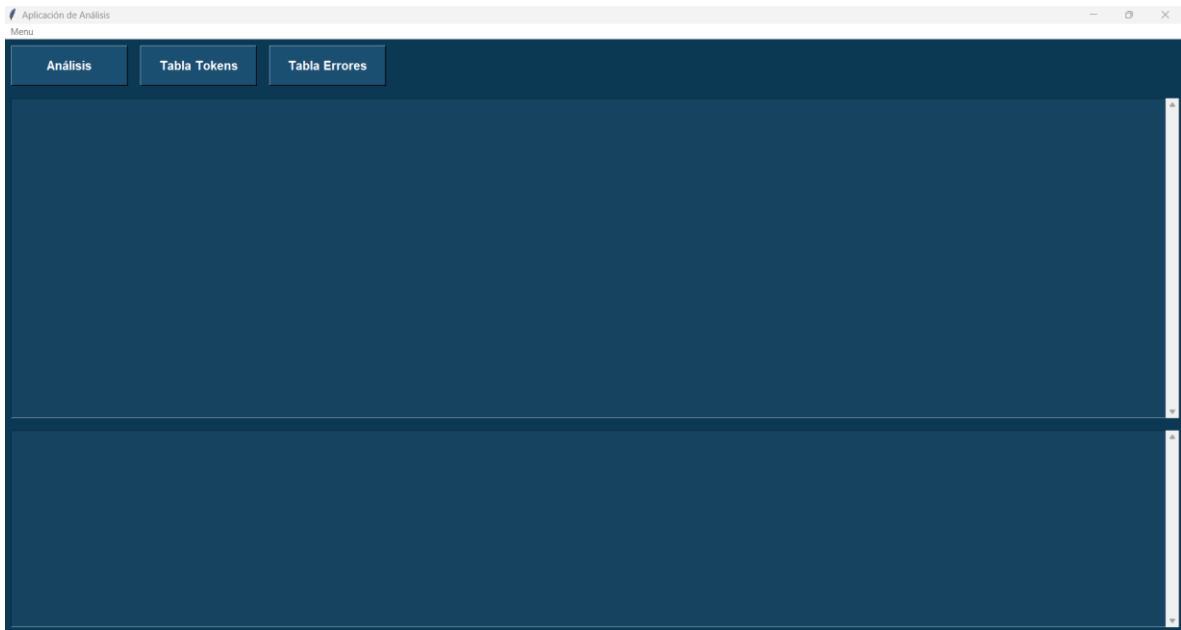 Aplicación de Análisis
Menu
Análisis Tabla Tokens Tabla Errores